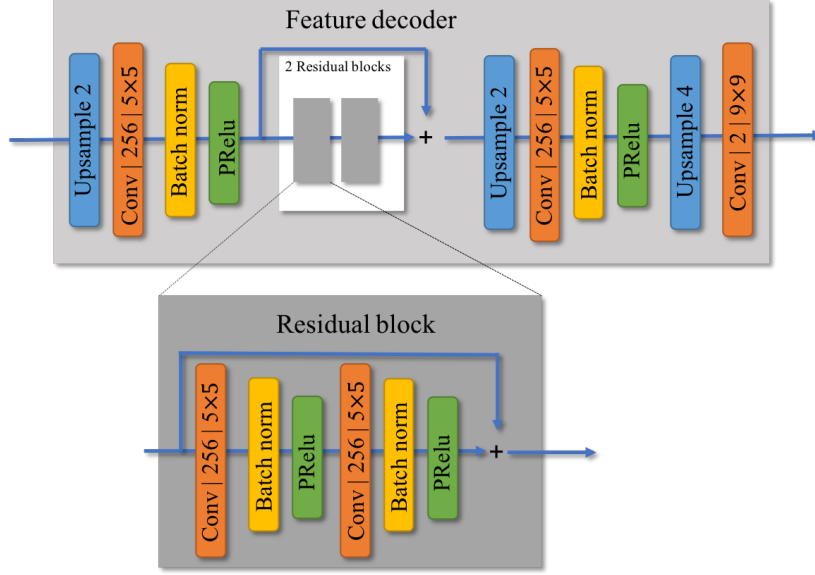 Feature decoder
Upsample 2
Conv | 256 | 5×5
Batch norm
PRelu
2 Residual blocks
+
Upsample 2
Conv | 256 | 5×5
Batch norm
PRelu
Upsample 4
Conv | 2 | 9×9
Residual block
Conv | 256 | 5×5
Batch norm
PRelu
Conv | 256 | 5×5
Batch norm
PRelu
+